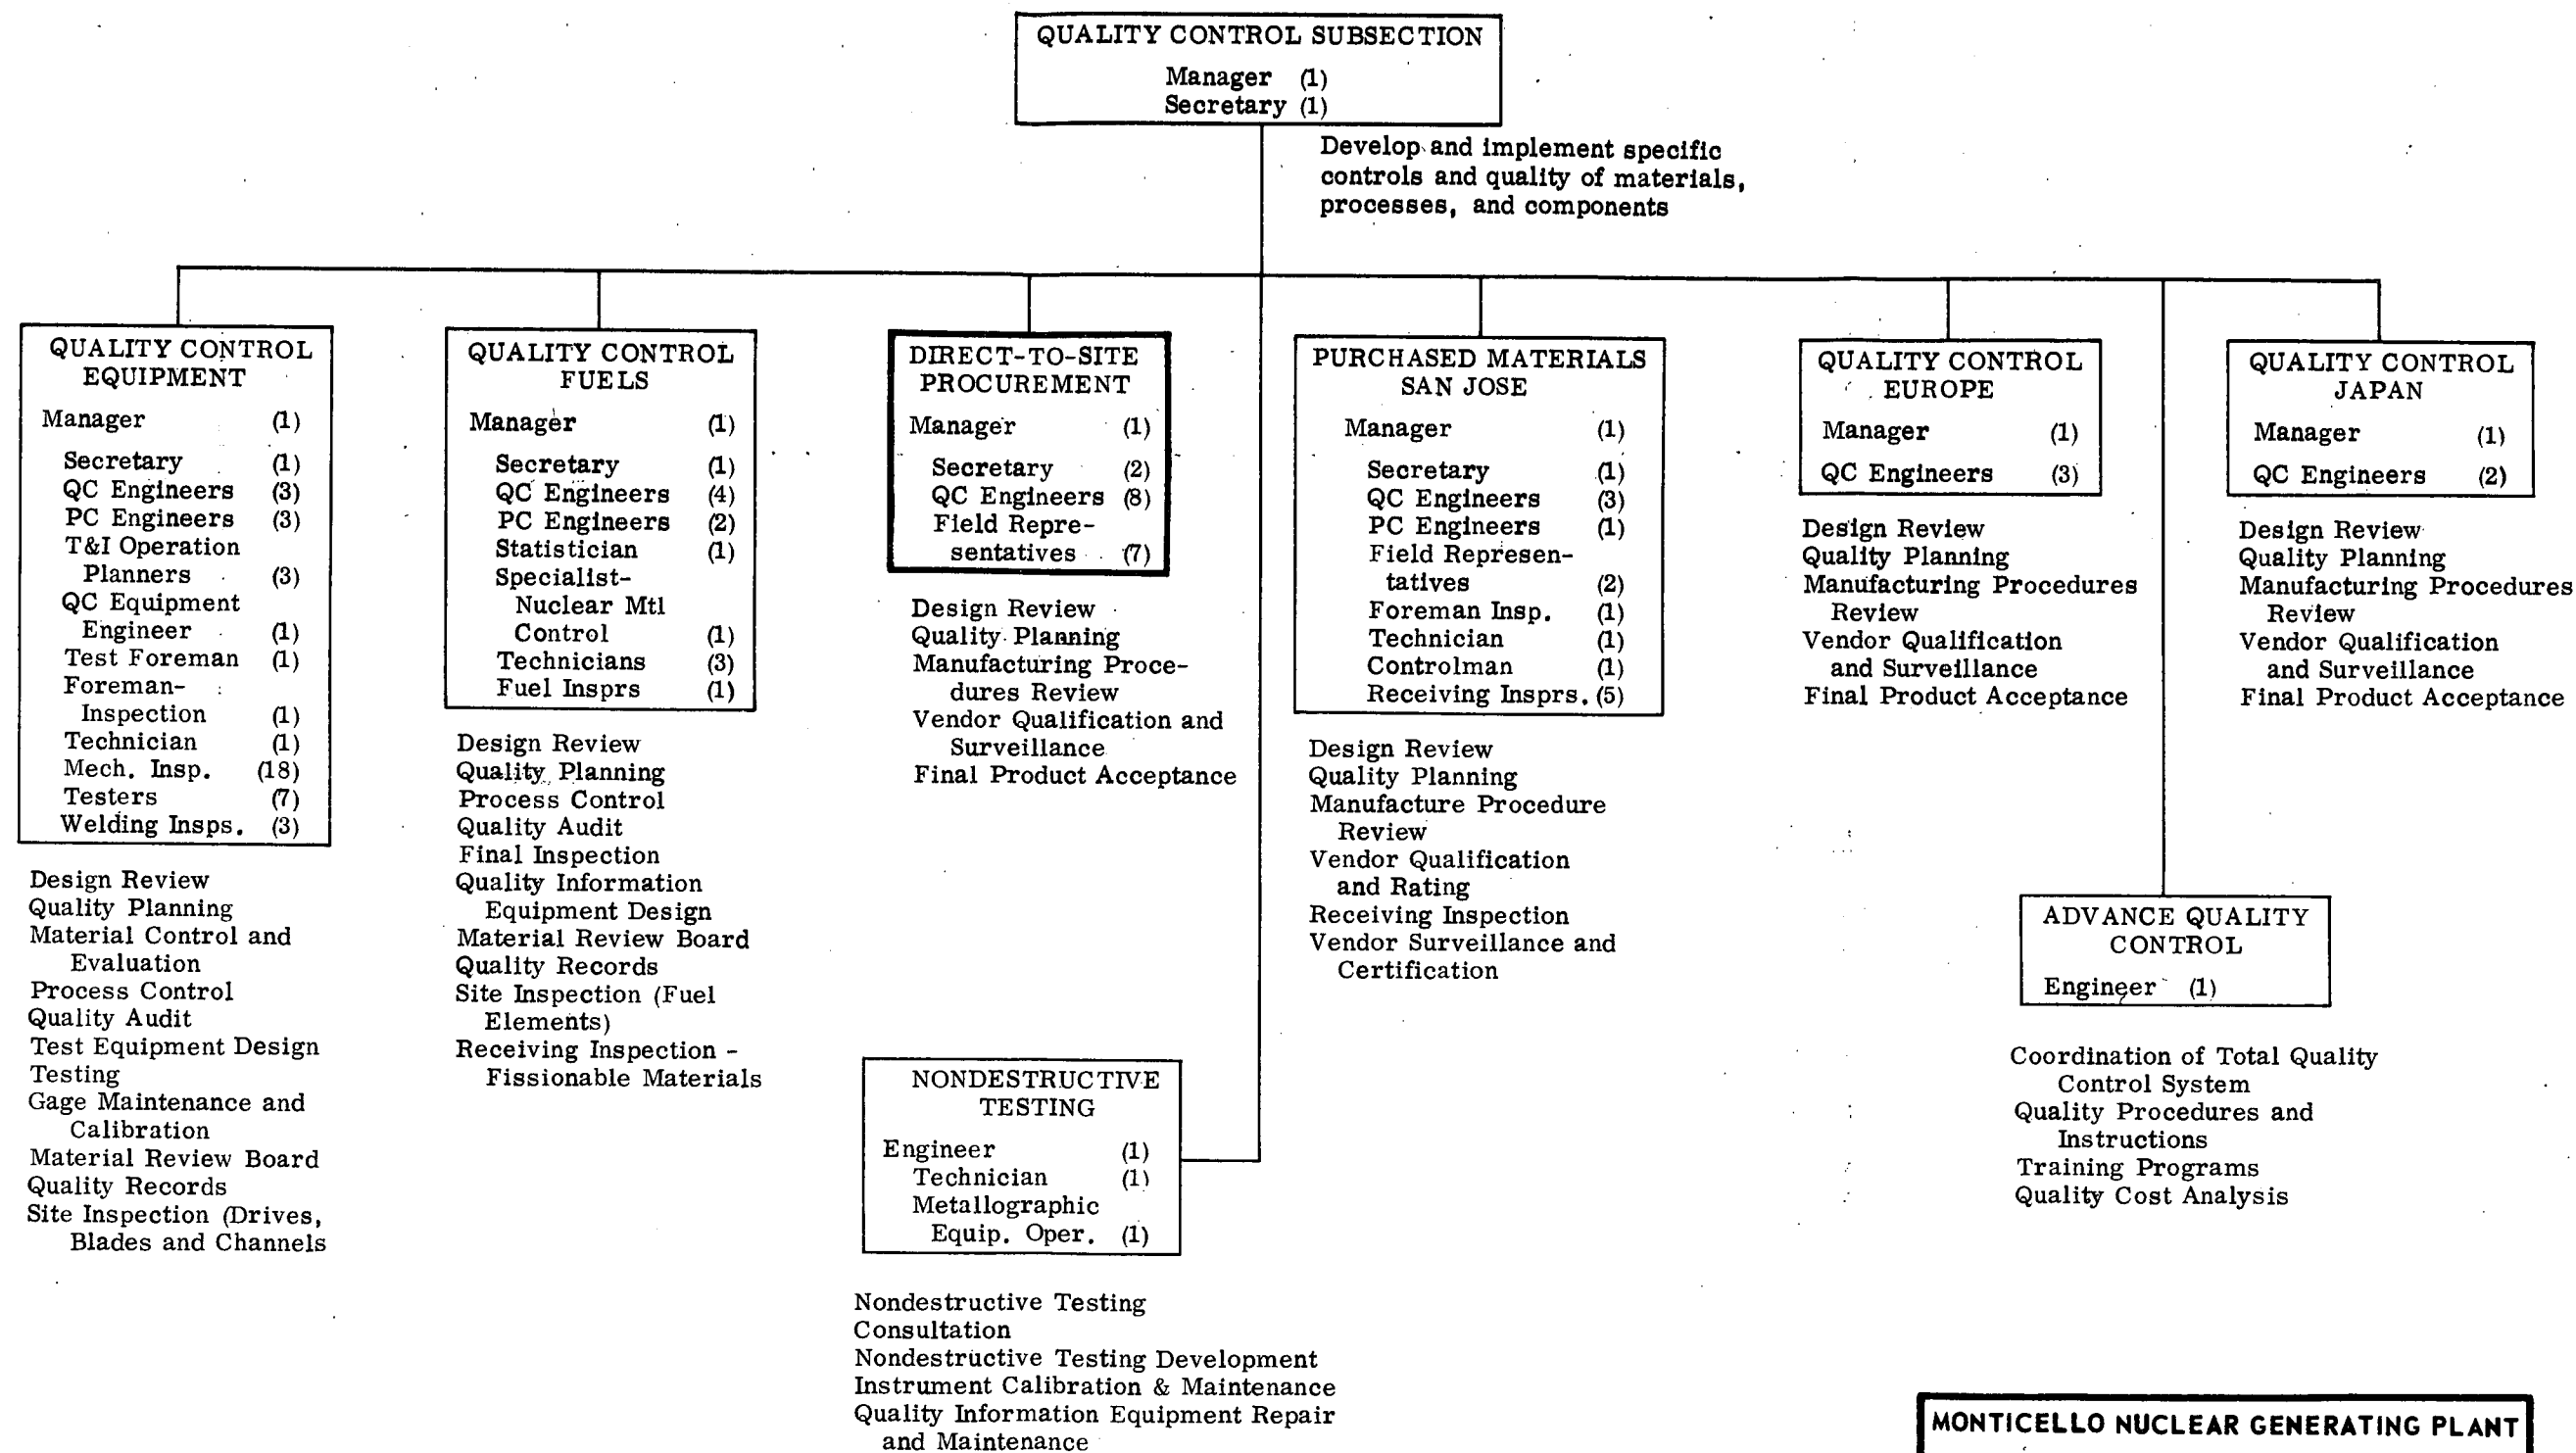 QUALITY CONTROL SUBSECTION
Manager (1)
Secretary (1)
Develop and implement specific
controls and quality of materials,
processes, and components
QUALITY CONTROL
EQUIPMENT
Manager (1)
Secretary (1)
QC Engineers (3)
PC Engineers (3)
T&I Operation
Planners (3)
QC Equipment
Engineer (1)
Test Foreman (1)
Foreman-
Inspection (1)
Technician (1)
Mech. Insp. (18)
Testers (7)
Welding Insps. (3)
Design Review
Quality Planning
Material Control and
Evaluation
Process Control
Quality Audit
Test Equipment Design
Testing
Gage Maintenance and
Calibration
Material Review Board
Quality Records
Site Inspection (Drives,
Blades and Channels
QUALITY CONTROL
FUELS
Manager (1)
Secretary (1)
QC Engineers (4)
PC Engineers (2)
Statistician (1)
Specialist-
Nuclear Mtl
Control (1)
Technicians (3)
Fuel Insprs (1)
Design Review
Quality Planning
Process Control
Quality Audit
Final Inspection
Quality Information
Equipment Design
Material Review Board
Quality Records
Site Inspection (Fuel
Elements)
Receiving Inspection -
Fissionable Materials
DIRECT-TO-SITE
PROCUREMENT
Manager (1)
Secretary (2)
QC Engineers (8)
Field Repre-
sentatives (7)
Design Review
Quality Planning
Manufacturing Proce-
dures Review
Vendor Qualification and
Surveillance
Final Product Acceptance
NONDESTRUCTIVE
TESTING
Engineer (1)
Technician (1)
Metallographic
Equip. Oper. (1)
Nondestructive Testing
Consultation
Nondestructive Testing Development
Instrument Calibration & Maintenance
Quality Information Equipment Repair
and Maintenance
PURCHASED MATERIALS
SAN JOSE
Manager (1)
Secretary (1)
QC Engineers (3)
PC Engineers (1)
Field Represen-
tatives (2)
Foreman Insp. (1)
Technician (1)
Controlman (1)
Receiving Insprs. (5)
Design Review
Quality Planning
Manufacture Procedure
Review
Vendor Qualification
and Rating
Receiving Inspection
Vendor Surveillance and
Certification
QUALITY CONTROL
EUROPE
Manager (1)
QC Engineers (3)
Design Review
Quality Planning
Manufacturing Procedures
Review
Vendor Qualification
and Surveillance
Final Product Acceptance
QUALITY CONTROL
JAPAN
Manager (1)
QC Engineers (2)
Design Review
Quality Planning
Manufacturing Procedures
Review
Vendor Qualification
and Surveillance
Final Product Acceptance
ADVANCE QUALITY
CONTROL
Engineer (1)
Coordination of Total Quality
Control System
Quality Procedures and
Instructions
Training Programs
Quality Cost Analysis
MONTICELLO NUCLEAR GENERATING PLANT